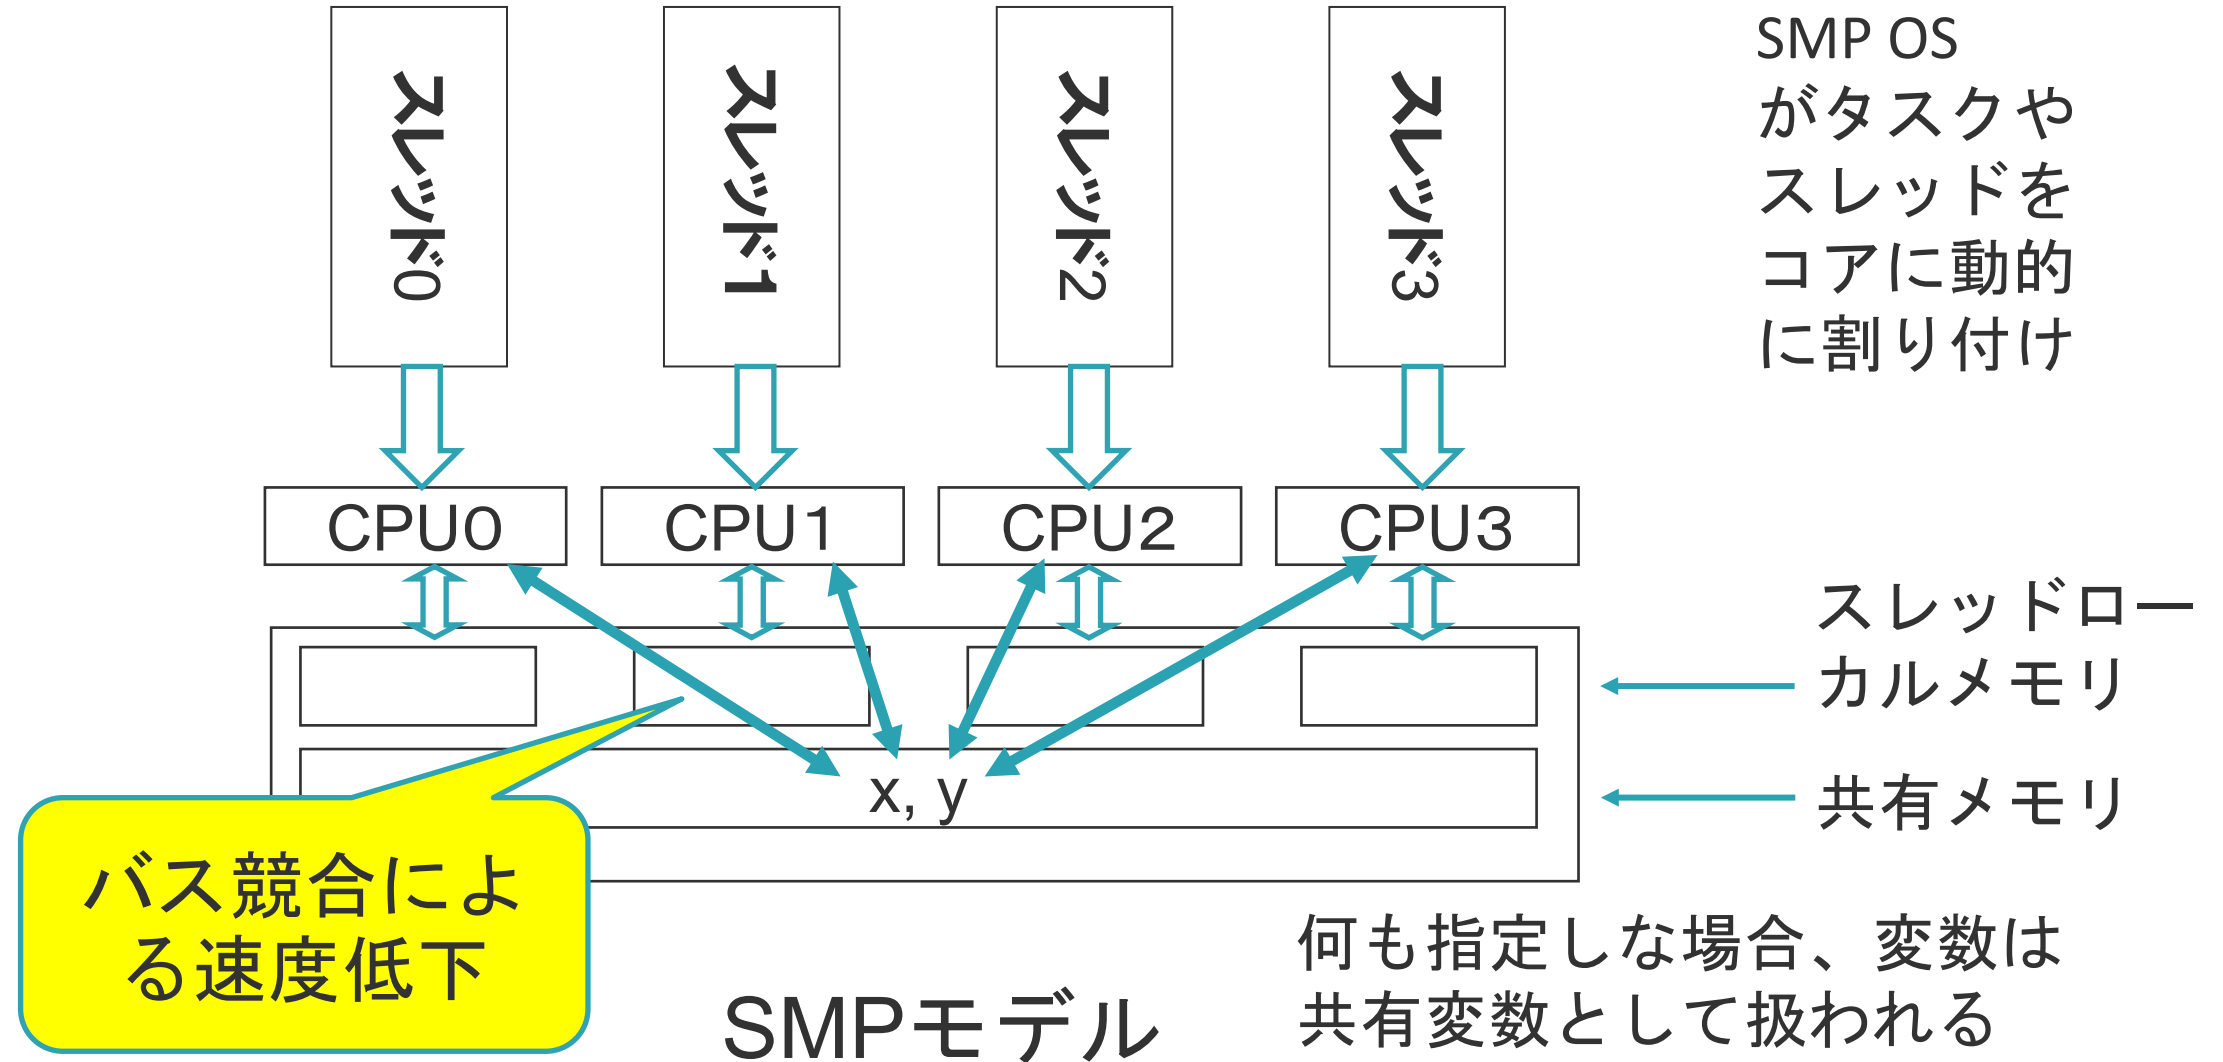 スレッド0
スレッド1
スレッド2
スレッド3
SMP OS
がタスクや
スレッドを
コアに動的
に割り付け
CPU0
CPU1
CPU2
CPU3
スレッドロー
カルメモリ
共有メモリ
x, y
バス競合によ
る速度低下
何も指定しな場合、変数は
共有変数として扱われる
SMPモデル